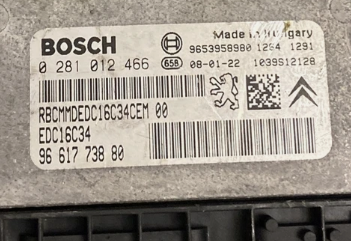 BOSCH
Made in Hungary
9653958980 1294 1291
0 281 012 466
658
08-01-22
1039S12128
RBCMMDEDC16C34CEM 00
EDC16C34
96 617 738 80